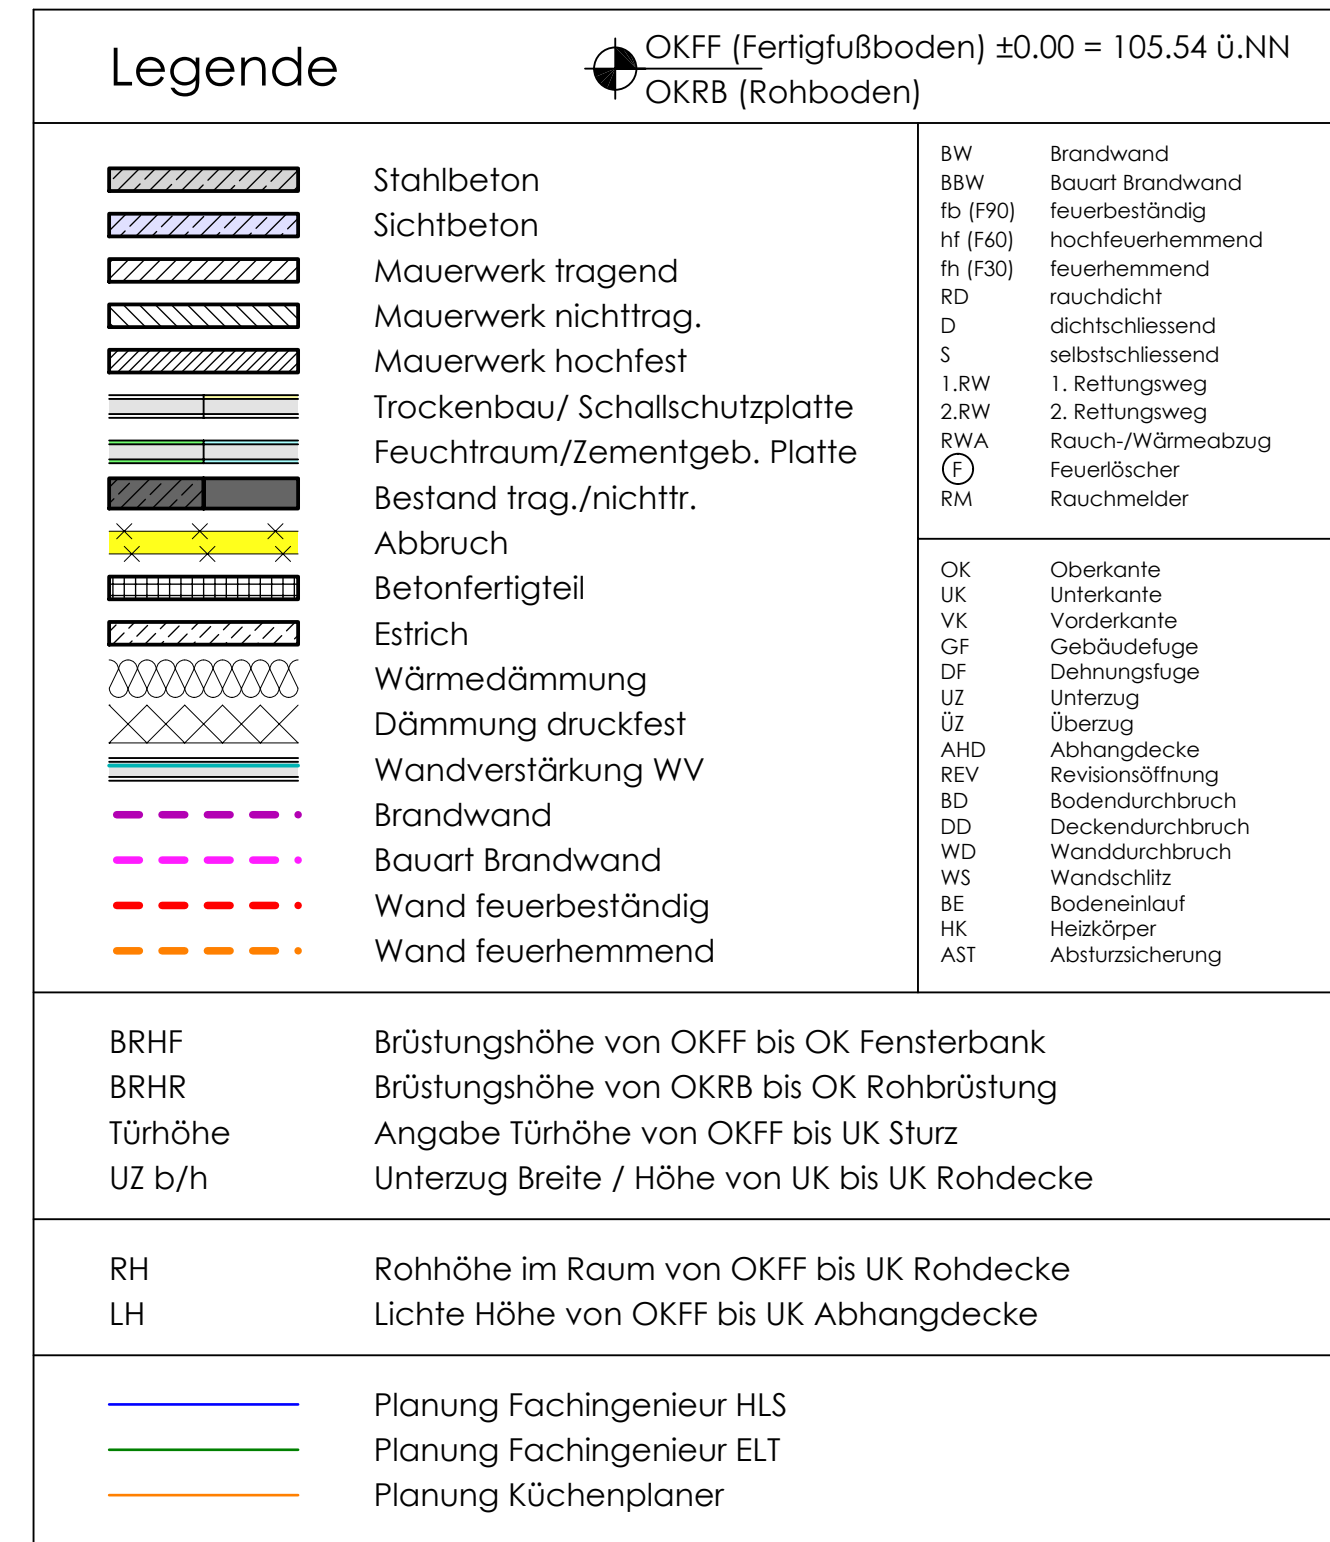 Legende
OKFF (Fertigfußboden) ±0.00 = 105.54 ü.NN
OKRB (Rohboden)
Stahlbeton
Sichtbeton
Mauerwerk tragend
Mauerwerk nichttrag.
Mauerwerk hochfest
Trockenbau/ Schallschutzplatte
Feuchtraum/Zementgeb. Platte
Bestand trag./nichttr.
Abbruch
Betonfertigteil
Estrich
Wärmedämmung
Dämmung druckfest
Wandverstärkung WV
Brandwand
Bauart Brandwand
Wand feuerbeständig
Wand feuerhemmend
BW Brandwand
BBW Bauart Brandwand
fb (F90) feuerbeständig
hf (F60) hochfeuerhemmend
fh (F30) feuerhemmend
RD rauchdicht
D dichtschliessend
S selbstschliessend
1.RW 1. Rettungsweg
2.RW 2. Rettungsweg
RWA Rauch-/Wärmeabzug
F Feuerlöscher
RM Rauchmelder
OK Oberkante
UK Unterkante
VK Vorderkante
GF Gebäudefuge
DF Dehnungsfuge
UZ Unterzug
ÜZ Überzug
AHD Abhangdecke
REV Revisionsöffnung
BD Bodendurchbruch
DD Deckendurchbruch
WD Wanddurchbruch
WS Wandschlitz
BE Bodeneinlauf
HK Heizkörper
AST Absturzsicherung
BRHF Brüstungshöhe von OKFF bis OK Fensterbank
BRHR Brüstungshöhe von OKRB bis OK Rohbrüstung
Türhöhe Angabe Türhöhe von OKFF bis UK Sturz
UZ b/h Unterzug Breite / Höhe von UK bis UK Rohdecke
RH Rohhöhe im Raum von OKFF bis UK Rohdecke
LH Lichte Höhe von OKFF bis UK Abhangdecke
Planung Fachingenieur HLS
Planung Fachingenieur ELT
Planung Küchenplaner